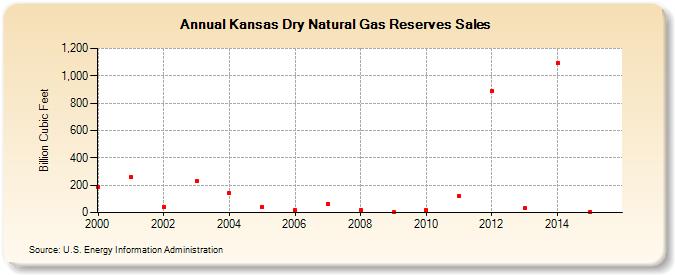 Annual Kansas Dry Natural Gas Reserves Sales
Billion Cubic Feet
1,200
1,000
800
600
400
200
0
2000 2002 2004 2006 2008 2010 2012 2014
Source: U.S. Energy Information Administration